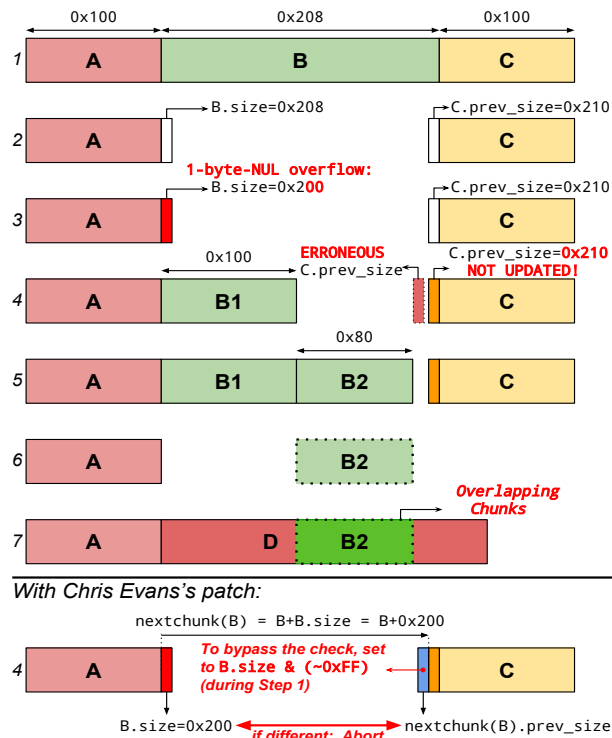 0x100 0x208 0x100
1 A B C
B.size=0x208 C.prev_size=0x210
2 A C
1-byte-NUL overflow:
B.size=0x200 C.prev_size=0x210
3 A C
0x100 ERRONEOUS C.prev_size=0x210
C.prev_size NOT UPDATED!
4 A B1 C
0x80
5 A B1 B2 C
6 A B2
Overlapping
Chunks
7 A D B2
With Chris Evans's patch:
nextchunk(B) = B+B.size = B+0x200
To bypass the check, set
to B.size & (~0xFF)
(during Step 1)
4 A C
B.size=0x200 nextchunk(B).prev_size
if different: Abort